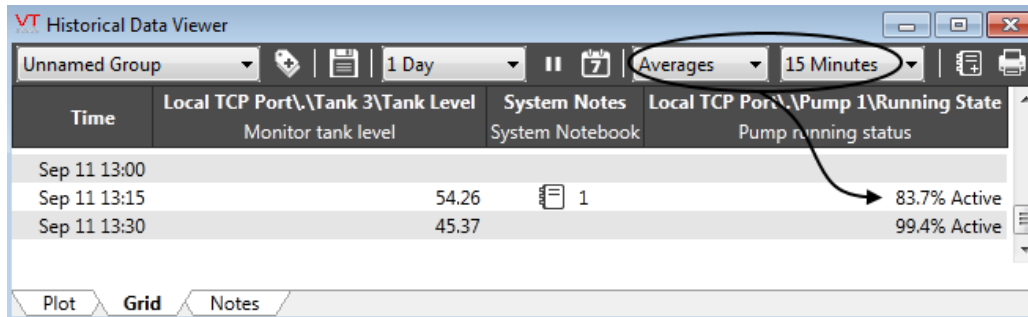 VT Historical Data Viewer
Unnamed Group 1 Day 7 Averages 15 Minutes
Time Local TCP Port\.\Tank 3\Tank Level System Notes Local TCP Port\.\Pump 1\Running State
Monitor tank level System Notebook Pump running status
Sep 11 13:00
Sep 11 13:15 54.26 1 83.7% Active
Sep 11 13:30 45.37 99.4% Active
Plot Grid Notes